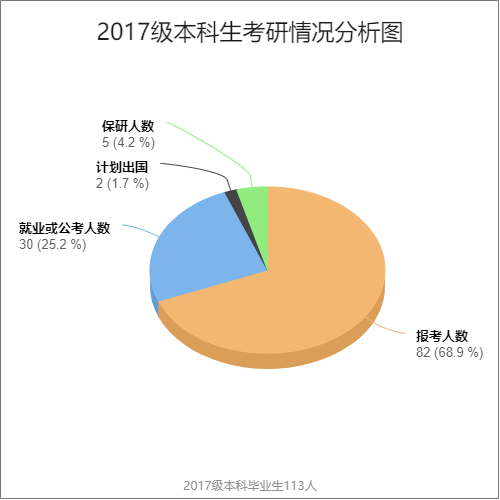 2017级本科生考研情况分析图
保研人数
5 (4.2 %)
计划出国
2 (1.7 %)
就业或公考人数
30 (25.2 %)
报考人数
82 (68.9 %)
2017级本科毕业生113人